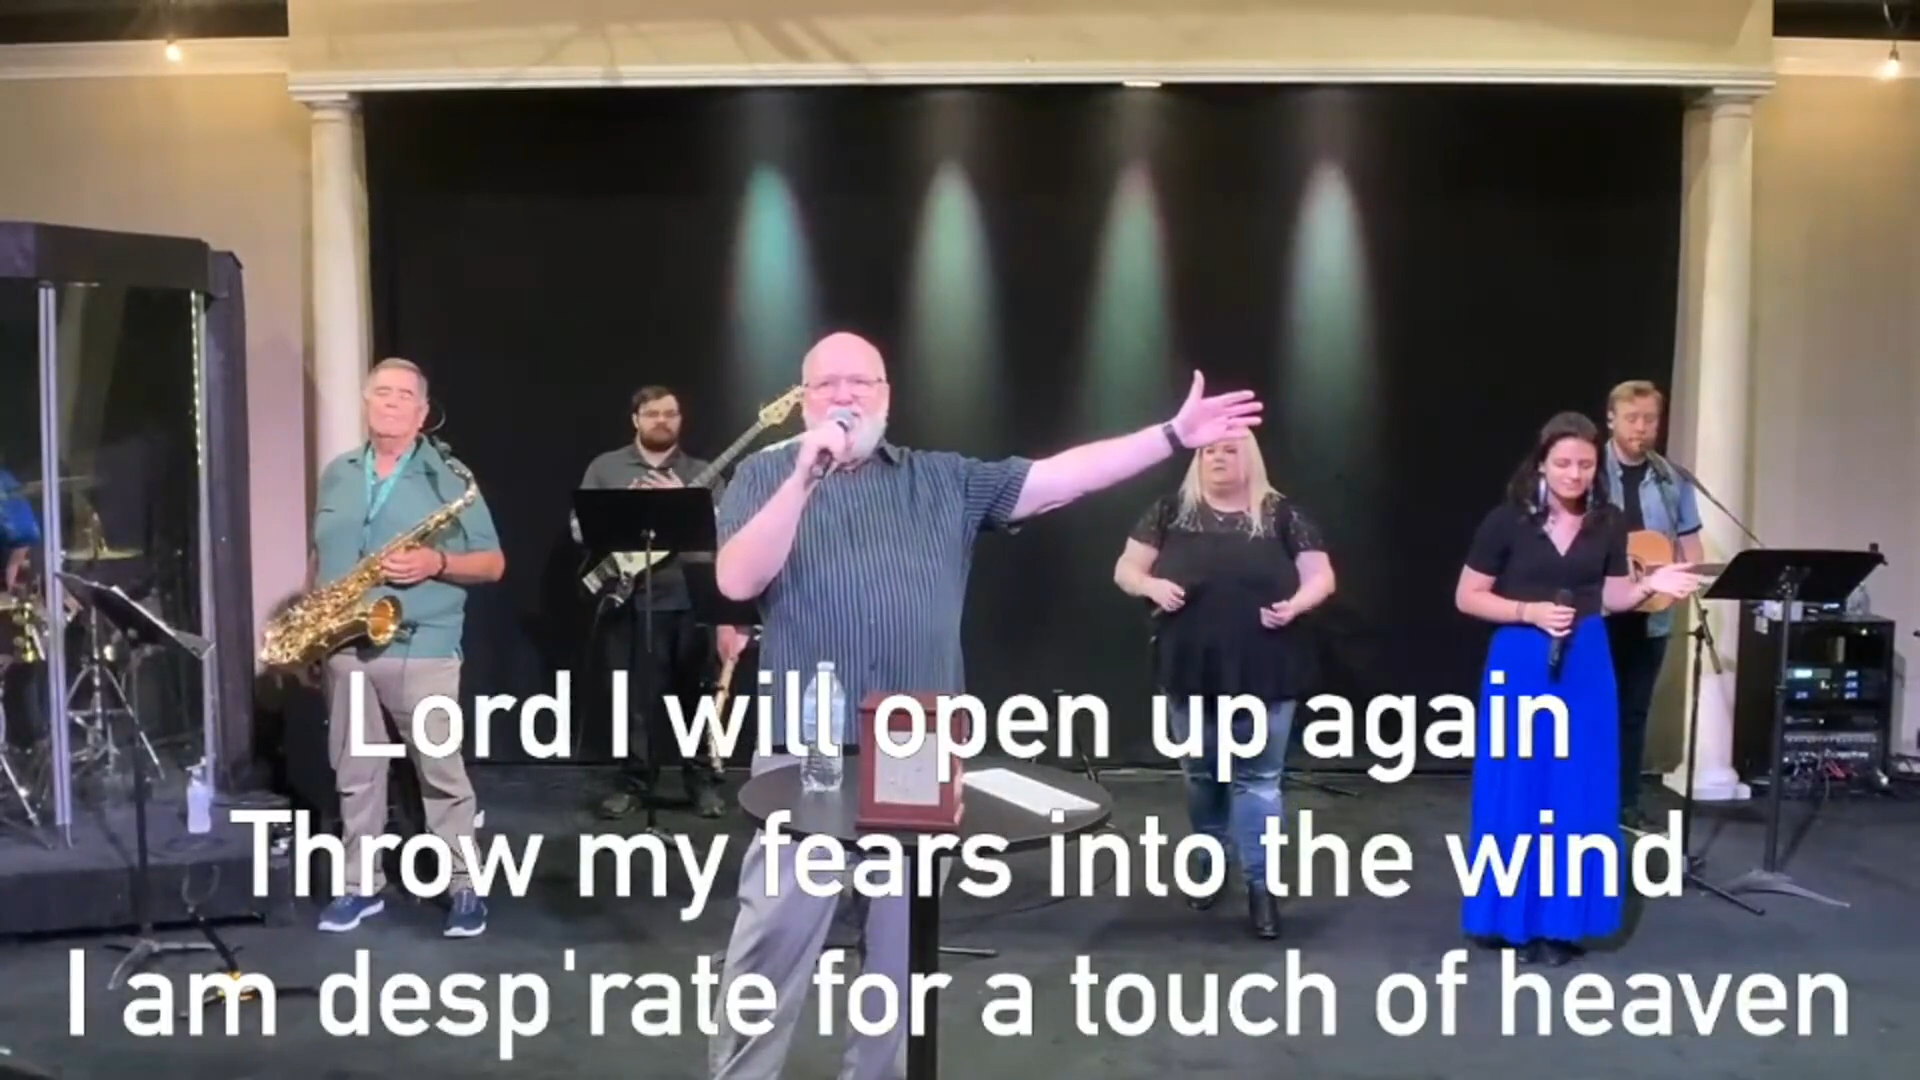 Lord I will open up again
Throw my fears into the wind
I am desp'rate for a touch of heaven